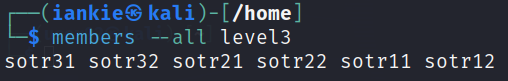 ┌──(iankie㉿kali)-[/home]
└─$ members --all level3
sotr31 sotr32 sotr21 sotr22 sotr11 sotr12